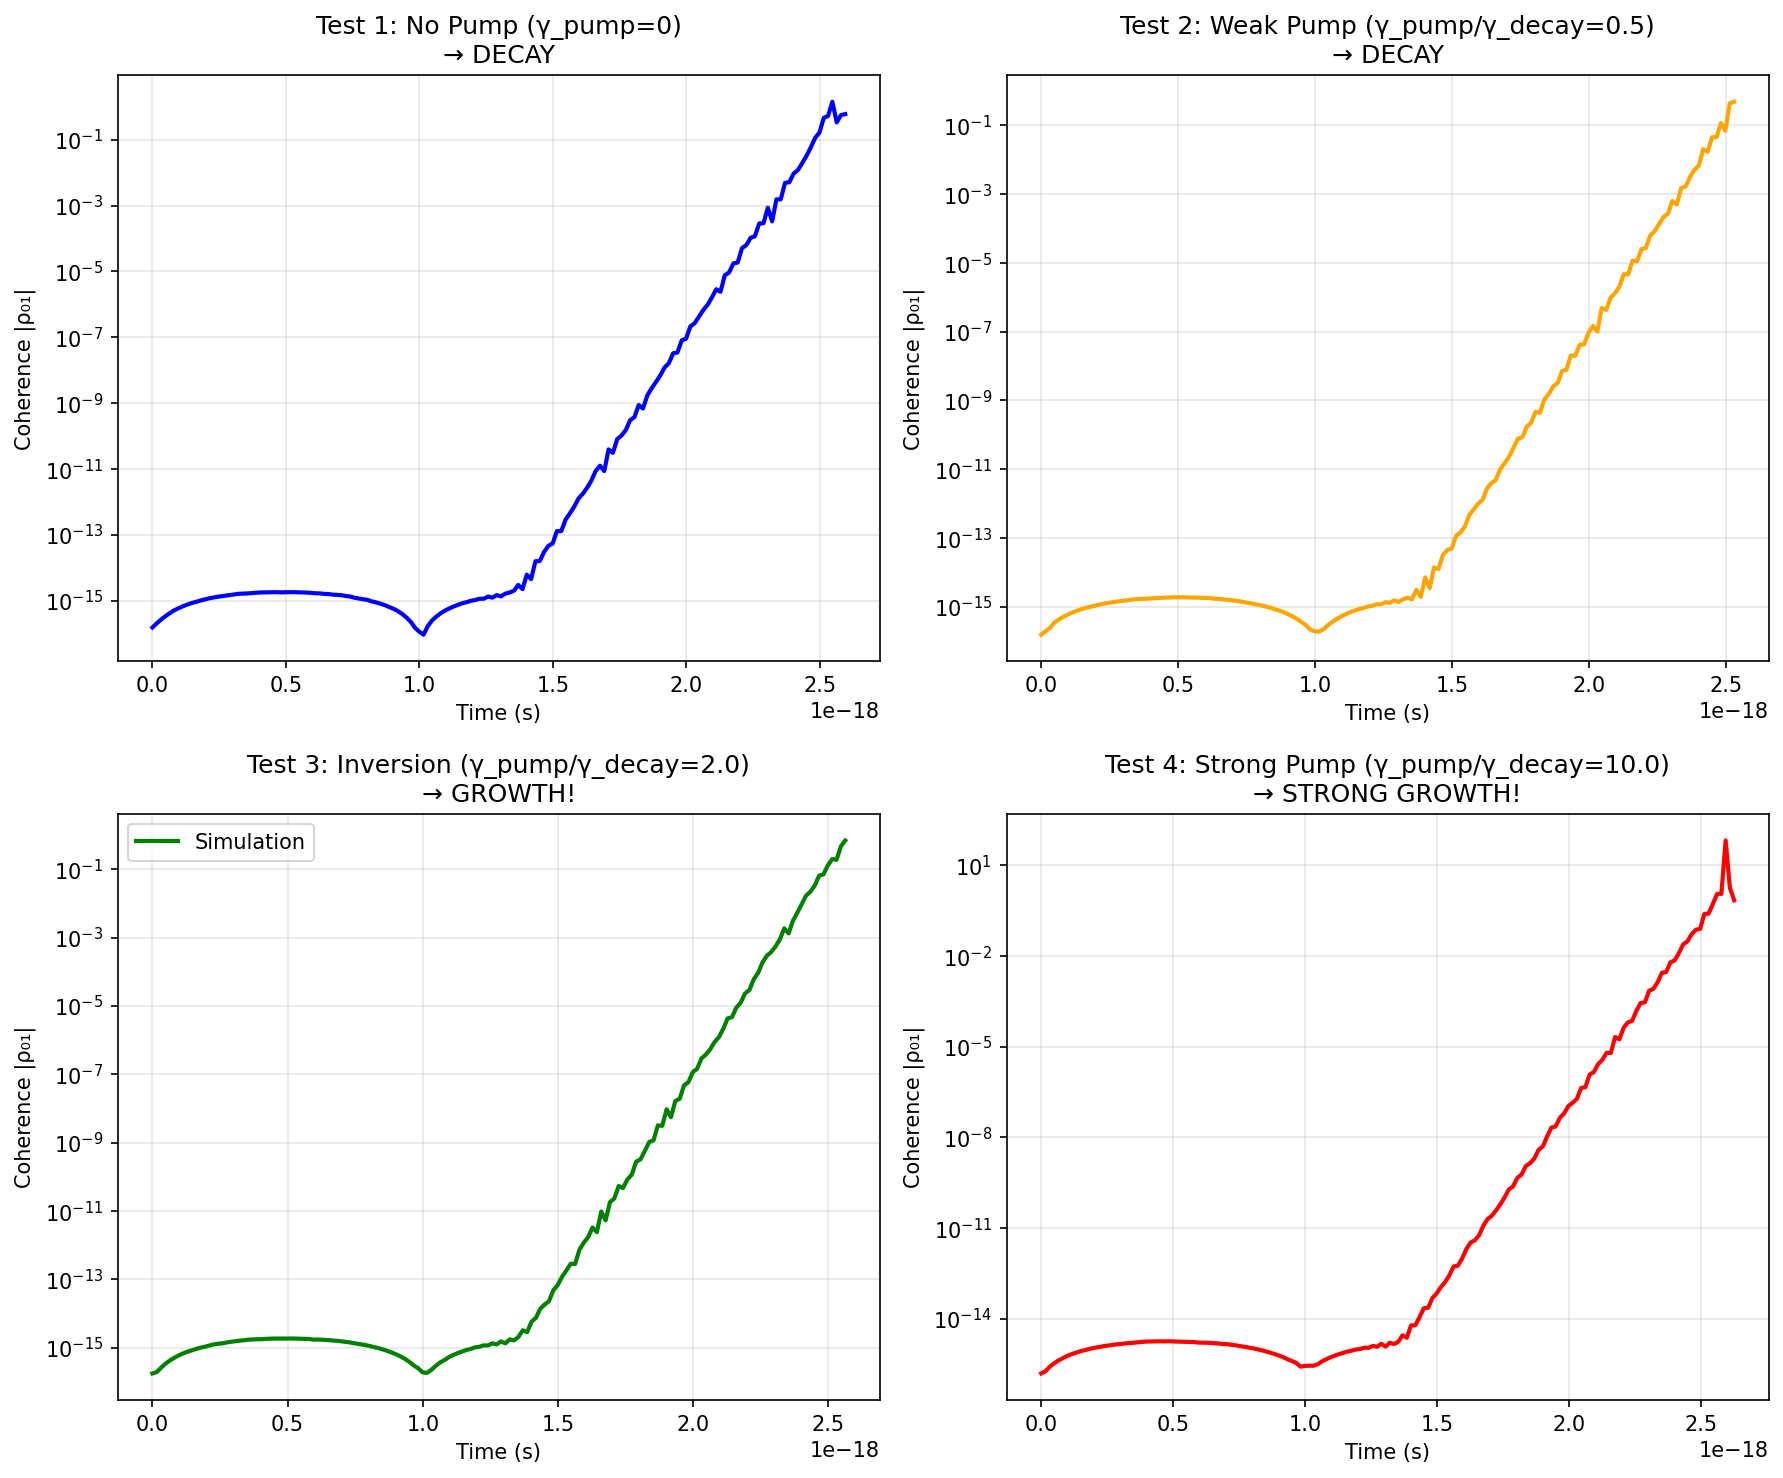 Test 1: No Pump (γ_pump=0)
→ DECAY
10⁻¹
10⁻³
10⁻⁵
10⁻⁷
10⁻⁹
10⁻¹¹
10⁻¹³
10⁻¹⁵
Coherence |ρ₀₁|
0.0 0.5 1.0 1.5 2.0 2.5
1e−18
Time (s)
Test 2: Weak Pump (γ_pump/γ_decay=0.5)
→ DECAY
10⁻¹
10⁻³
10⁻⁵
10⁻⁷
10⁻⁹
10⁻¹¹
10⁻¹³
10⁻¹⁵
Coherence |ρ₀₁|
0.0 0.5 1.0 1.5 2.0 2.5
1e−18
Time (s)
Test 3: Inversion (γ_pump/γ_decay=2.0)
→ GROWTH!
Simulation
10⁻¹
10⁻³
10⁻⁵
10⁻⁷
10⁻⁹
10⁻¹¹
10⁻¹³
10⁻¹⁵
Coherence |ρ₀₁|
0.0 0.5 1.0 1.5 2.0 2.5
1e−18
Time (s)
Test 4: Strong Pump (γ_pump/γ_decay=10.0)
→ STRONG GROWTH!
10¹
10⁻²
10⁻⁵
10⁻⁸
10⁻¹¹
10⁻¹⁴
Coherence |ρ₀₁|
0.0 0.5 1.0 1.5 2.0 2.5
1e−18
Time (s)